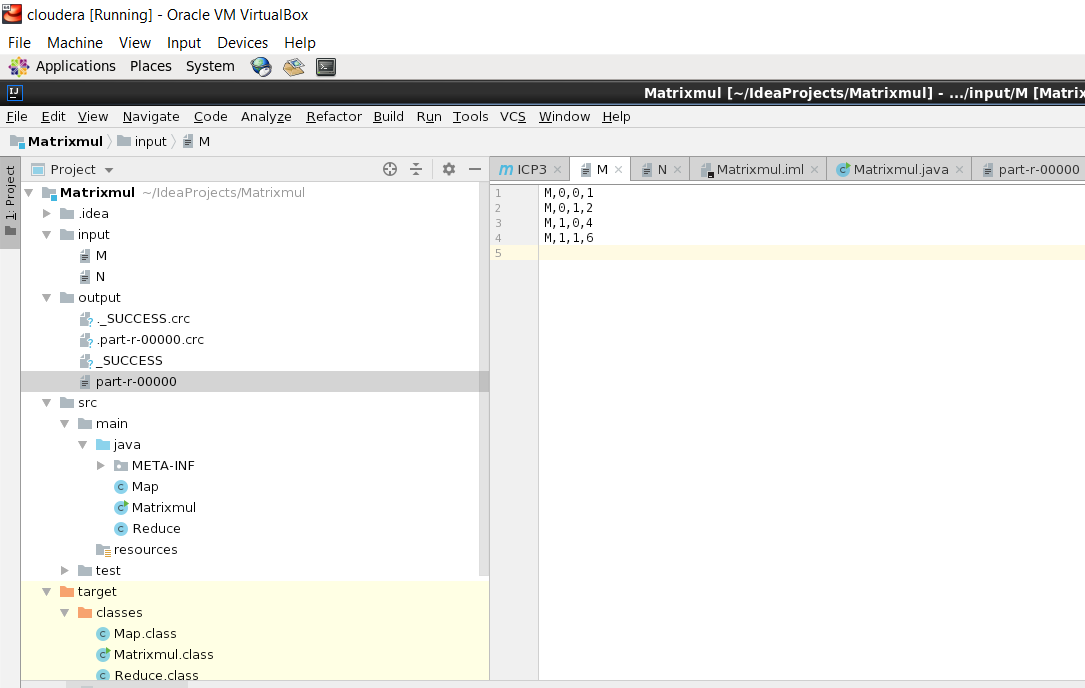 cloudera [Running] - Oracle VM VirtualBox
File Machine View Input Devices Help
Applications Places System
IJ Matrixmul [~/IdeaProjects/Matrixmul] - .../input/M [Matrix
File Edit View Navigate Code Analyze Refactor Build Run Tools VCS Window Help
Matrixmul input M
1: Project
Project
Matrixmul ~/IdeaProjects/Matrixmul
.idea
input
M
N
output
._SUCCESS.crc
.part-r-00000.crc
_SUCCESS
part-r-00000
src
main
java
META-INF
Map
Matrixmul
Reduce
resources
test
target
classes
Map.class
Matrixmul.class
Reduce.class
m ICP3 M N Matrixmul.iml Matrixmul.java part-r-00000
1 M,0,0,1
2 M,0,1,2
3 M,1,0,4
4 M,1,1,6
5